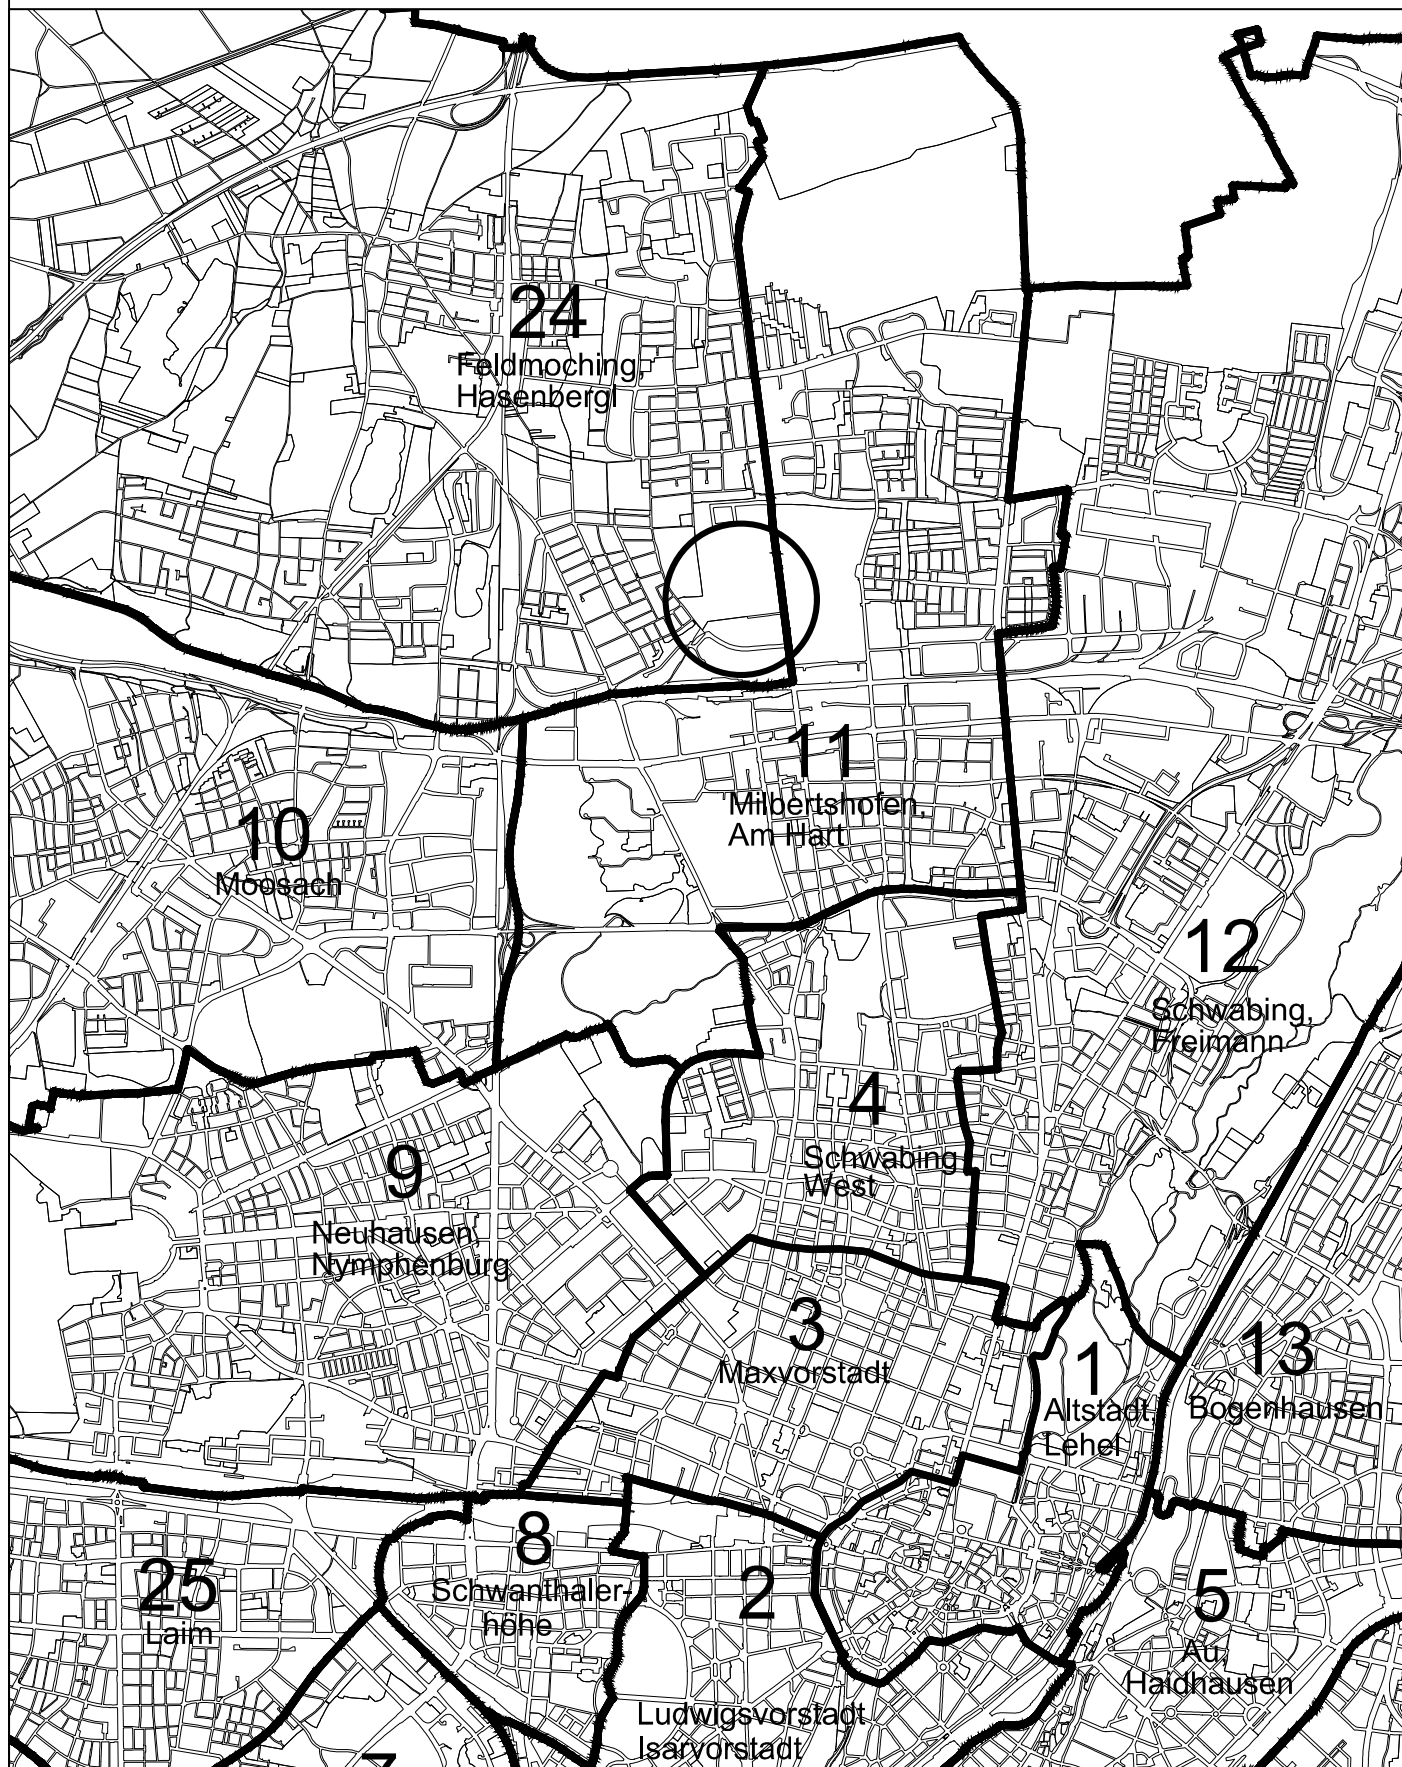 24
Feldmoching,
Hasenbergl
11
Milbertshofen,
Am Hart
10
Moosach
12
Schwabing,
Freimann
4
Schwabing
West
9
Neuhausen,
Nymphenburg
3
Maxvorstadt
1
Altstadt,
Lehel
13
Bogenhausen
8
Schwanthaler-
höhe
2
Ludwigsvorstadt
Isarvorstadt
25
Laim
5
Au,
Haidhausen
7